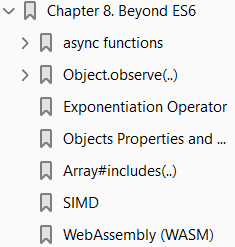 Chapter 8. Beyond ES6
async functions
Object.observe(..)
Exponentiation Operator
Objects Properties and ...
Array#includes(..)
SIMD
WebAssembly (WASM)